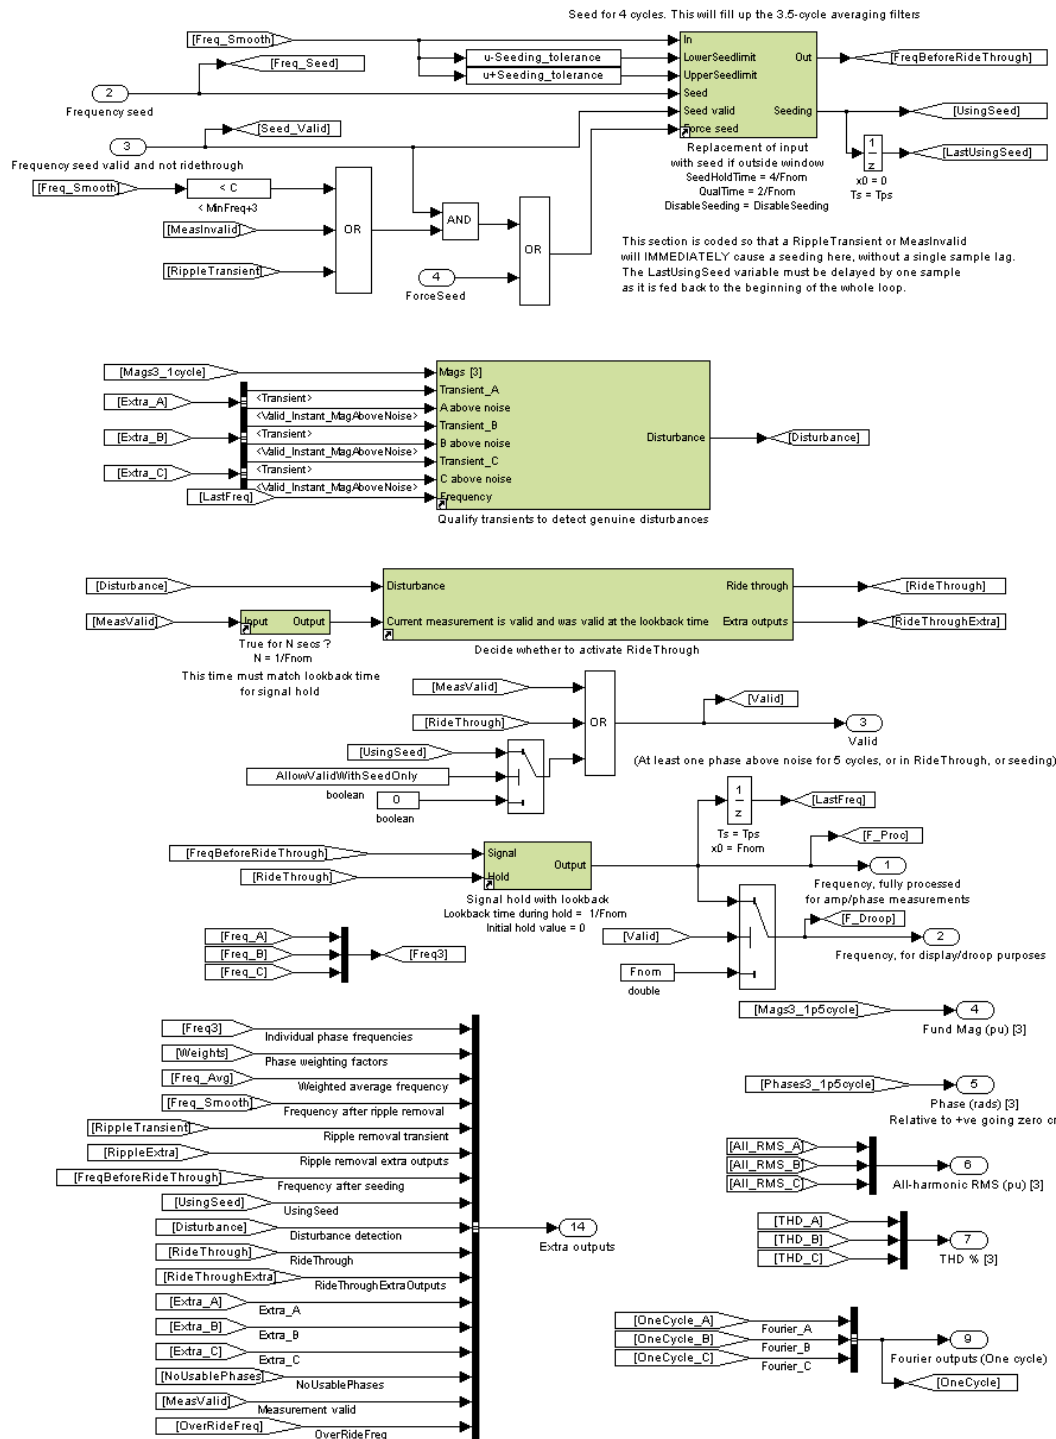 Seed for 4 cycles. This will fill up the 3.5-cycle averaging filters
[Freq_Smooth]
[Freq_Seed]
2
Frequency seed
u-Seeding_tolerance
u+Seeding_tolerance
In
LowerSeedlimit
UpperSeedlimit
Seed
Seed valid
Force seed
Out
Seeding
[FreqBeforeRideThrough]
[UsingSeed]
[LastUsingSeed]
1
z
x0 = 0
Ts = Tps
[Seed_Valid]
3
Frequency seed valid and not ridethrough
Replacement of input
with seed if outside window
SeedHoldTime = 4/Fnom
QualTime = 2/Fnom
DisableSeeding = DisableSeeding
[Freq_Smooth]
< C
< MinFreq+3
[MeasInvalid]
[RippleTransient]
OR
AND
OR
4
ForceSeed
This section is coded so that a RippleTransient or MeasInvalid
will IMMEDIATELY cause a seeding here, without a single sample lag.
The LastUsingSeed variable must be delayed by one sample
as it is fed back to the beginning of the whole loop.
[Mags3_1cycle]
[Extra_A]
[Extra_B]
[Extra_C]
[LastFreq]
<Transient>
<Valid_Instant_MagAboveNoise>
<Transient>
<Valid_Instant_MagAboveNoise>
<Transient>
<Valid_Instant_MagAboveNoise>
Mags [3]
Transient_A
A above noise
Transient_B
B above noise
Transient_C
C above noise
Frequency
Disturbance
[Disturbance]
Qualify transients to detect genuine disturbances
[Disturbance]
[MeasValid]
Input
Output
True for N secs ?
N = 1/Fnom
This time must match lookback time
for signal hold
Disturbance
Current measurement is valid and was valid at the lookback time
Ride through
Extra outputs
[RideThrough]
[RideThroughExtra]
Decide whether to activate RideThrough
[MeasValid]
[RideThrough]
[UsingSeed]
AllowValidWithSeedOnly
boolean
0
boolean
OR
[Valid]
3
Valid
(At least one phase above noise for 5 cycles, or in RideThrough, or seeding)
1
z
Ts = Tps
x0 = Fnom
[LastFreq]
[F_Proc]
[FreqBeforeRideThrough]
[RideThrough]
Signal
Hold
Output
Signal hold with lookback
Lookback time during hold = 1/Fnom
Initial hold value = 0
1
Frequency, fully processed
for amp/phase measurements
[F_Droop]
[Valid]
Fnom
double
2
Frequency, for display/droop purposes
[Freq_A]
[Freq_B]
[Freq_C]
[Freq3]
[Mags3_1p5cycle]
4
Fund Mag (pu) [3]
[Phases3_1p5cycle]
5
Phase (rads) [3]
Relative to +ve going zero cr
[All_RMS_A]
[All_RMS_B]
[All_RMS_C]
6
All-harmonic RMS (pu) [3]
[THD_A]
[THD_B]
[THD_C]
7
THD % [3]
[OneCycle_A]
[OneCycle_B]
[OneCycle_C]
Fourier_A
Fourier_B
Fourier_C
9
Fourier outputs (One cycle)
[OneCycle]
[Freq3]
Individual phase frequencies
[Weights]
Phase weighting factors
[Freq_Avg]
Weighted average frequency
[Freq_Smooth]
Frequency after ripple removal
[RippleTransient]
Ripple removal transient
[RippleExtra]
Ripple removal extra outputs
[FreqBeforeRideThrough]
Frequency after seeding
[UsingSeed]
UsingSeed
[Disturbance]
Disturbance detection
[RideThrough]
RideThrough
[RideThroughExtra]
RideThroughExtraOutputs
[Extra_A]
Extra_A
[Extra_B]
Extra_B
[Extra_C]
Extra_C
[NoUsablePhases]
NoUsablePhases
[MeasValid]
Measurement valid
[OverRideFreq]
OverRideFreq
14
Extra outputs